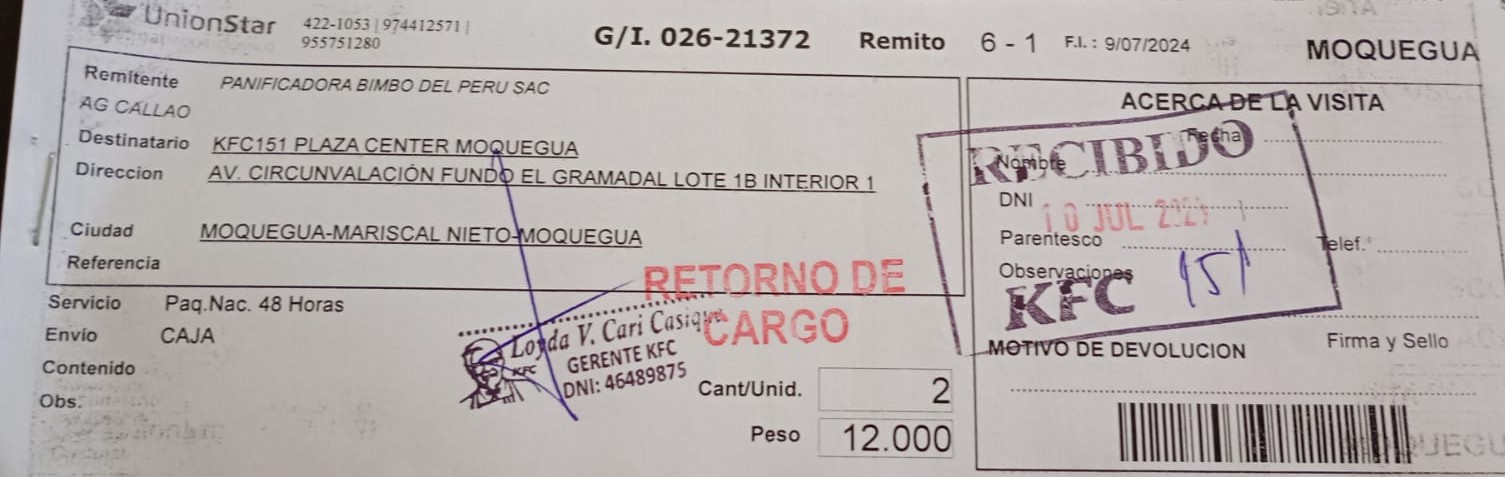 UnionStar 422-1053 | 974412571 |
955751280
G/I. 026-21372 Remito 6 - 1 F.I. : 9/07/2024 MOQUEGUA
Remitente PANIFICADORA BIMBO DEL PERU SAC
AG CALLAO
Destinatario KFC151 PLAZA CENTER MOQUEGUA
Direccion AV. CIRCUNVALACIÓN FUNDO EL GRAMADAL LOTE 1B INTERIOR 1
Ciudad MOQUEGUA-MARISCAL NIETO-MOQUEGUA
Referencia
Servicio Paq.Nac. 48 Horas
Envío CAJA
Contenido
Obs.
RETORNO DE
CARGO
Loyda V. Cari Casique
GERENTE KFC
DNI: 46489875
KFC
Cant/Unid. 2
Peso 12.000
ACERCA DE LA VISITA
Fecha
RECIBIDO
Nombre
DNI
10 JUL
Parentesco Telef.
Observaciones
151
KFC
Firma y Sello
MOTIVO DE DEVOLUCION